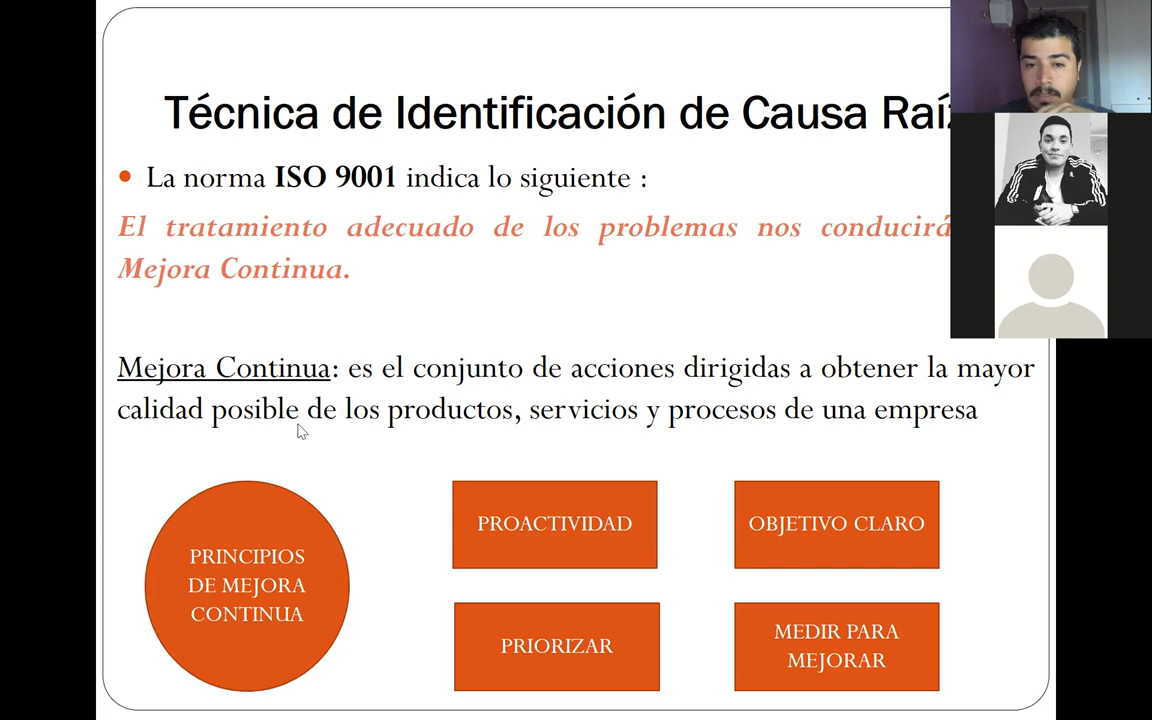 Técnica de Identificación de Causa Raíz
La norma ISO 9001 indica lo siguiente :
El tratamiento adecuado de los problemas nos conducirá
Mejora Continua.
Mejora Continua: es el conjunto de acciones dirigidas a obtener la mayor
calidad posible de los productos, servicios y procesos de una empresa
PRINCIPIOS
DE MEJORA
CONTINUA
PROACTIVIDAD
OBJETIVO CLARO
PRIORIZAR
MEDIR PARA
MEJORAR